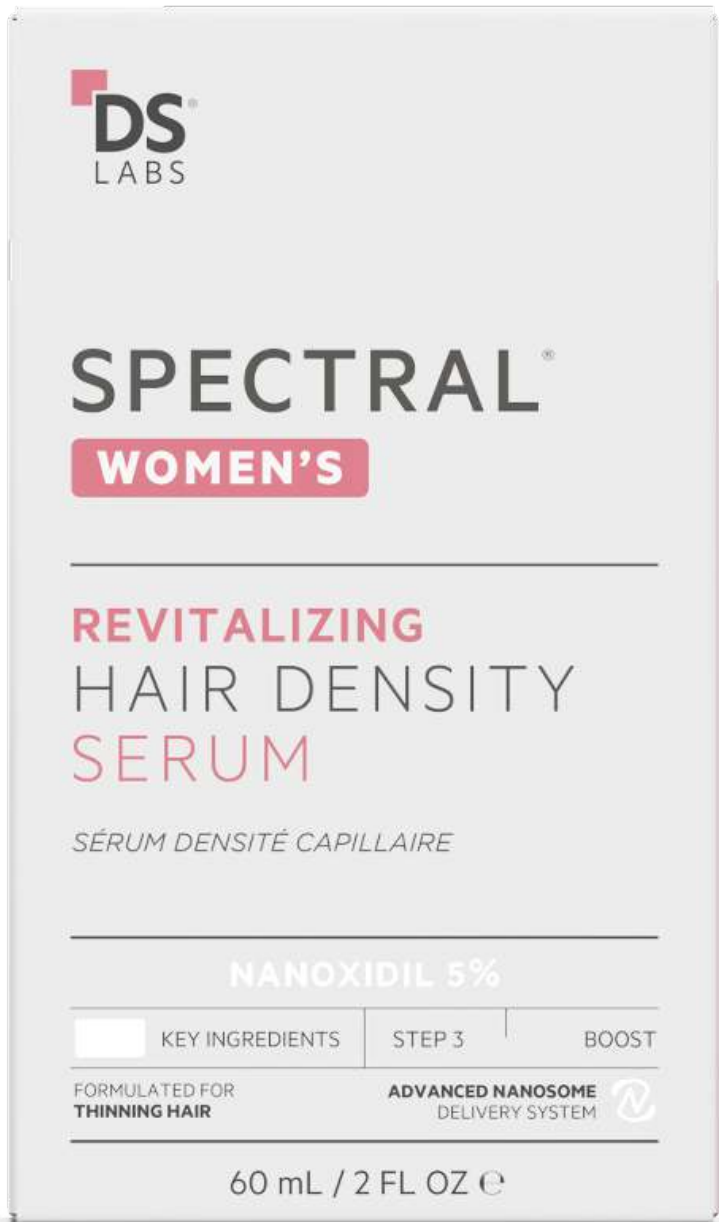 DS®
LABS
SPECTRAL®
WOMEN'S
REVITALIZING
HAIR DENSITY
SERUM
SÉRUM DENSITÉ CAPILLAIRE
NANOXIDIL 5%
KEY INGREDIENTS STEP 3 BOOST
FORMULATED FOR
THINNING HAIR
ADVANCED NANOSOME
DELIVERY SYSTEM
N
60 mL / 2 FL OZ ℮